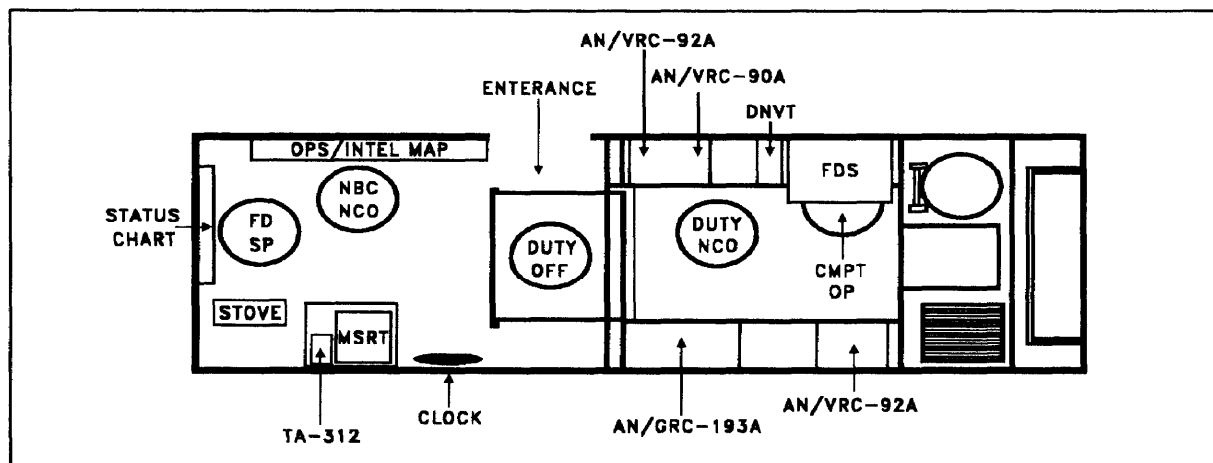 AN/VRC-92A
AN/VRC-90A
ENTERANCE
DNVT
OPS/INTEL MAP
FDS
NBC
NCO
STATUS
CHART
FD
SP
DUTY
NCO
DUTY
OFF
CMPT
OP
STOVE
MSRT
CLOCK
TA-312
AN/GRC-193A
AN/VRC-92A